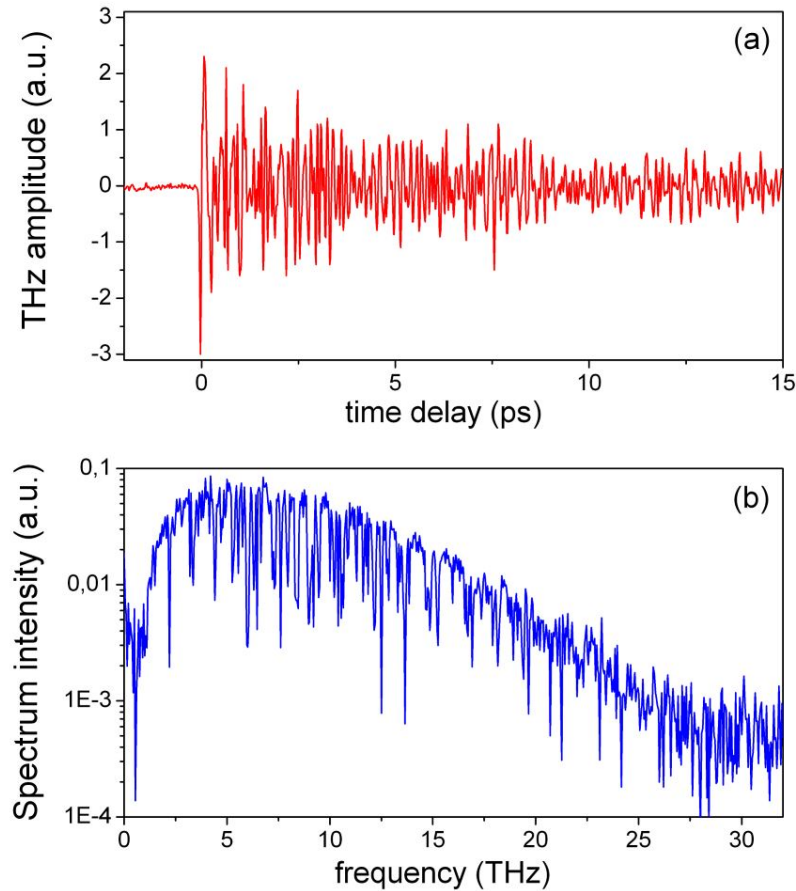 (a)
THz amplitude (a.u.)
3
2
1
0
-1
-2
-3
0 5 10 15
time delay (ps)
(b)
Spectrum intensity (a.u.)
0,1
0,01
1E-3
1E-4
0 5 10 15 20 25 30
frequency (THz)